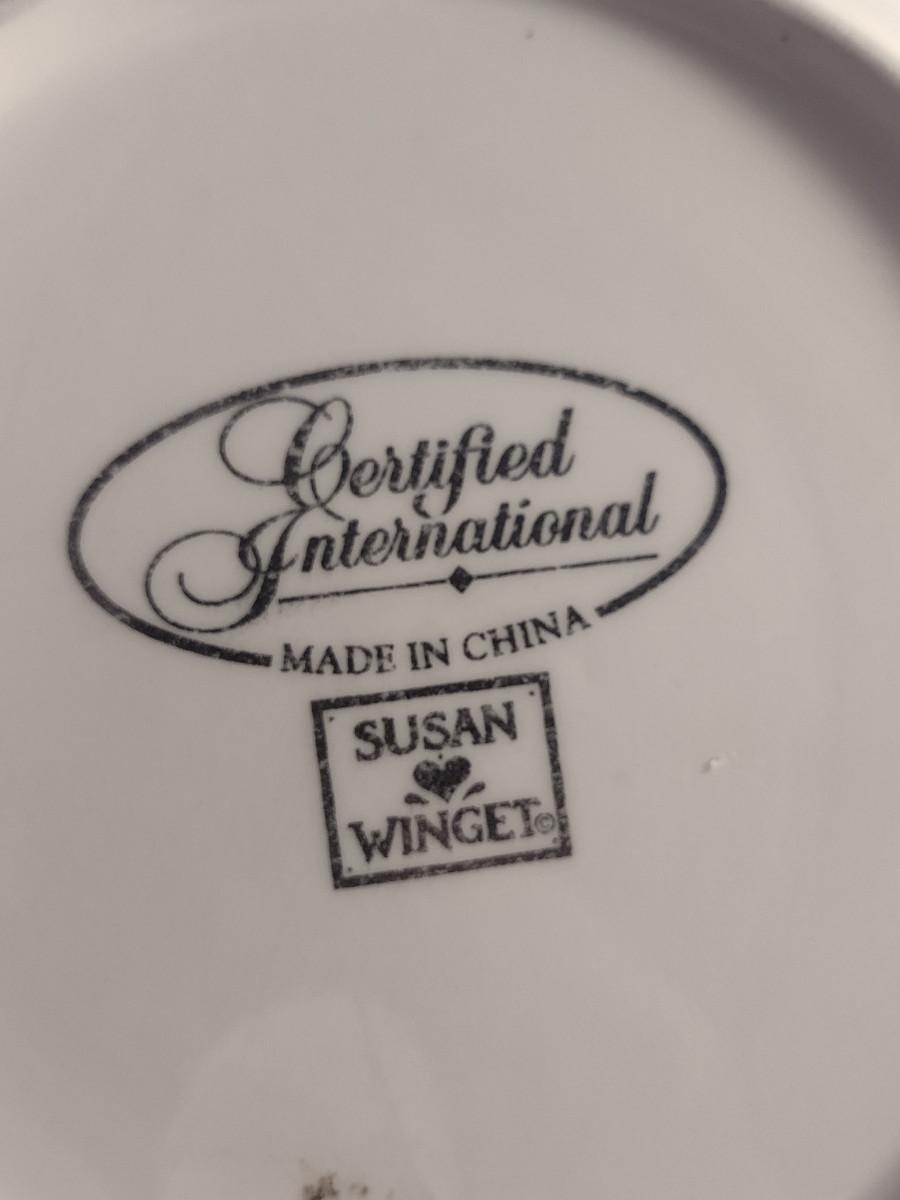 Certified
International
MADE IN CHINA
SUSAN
WINGET©